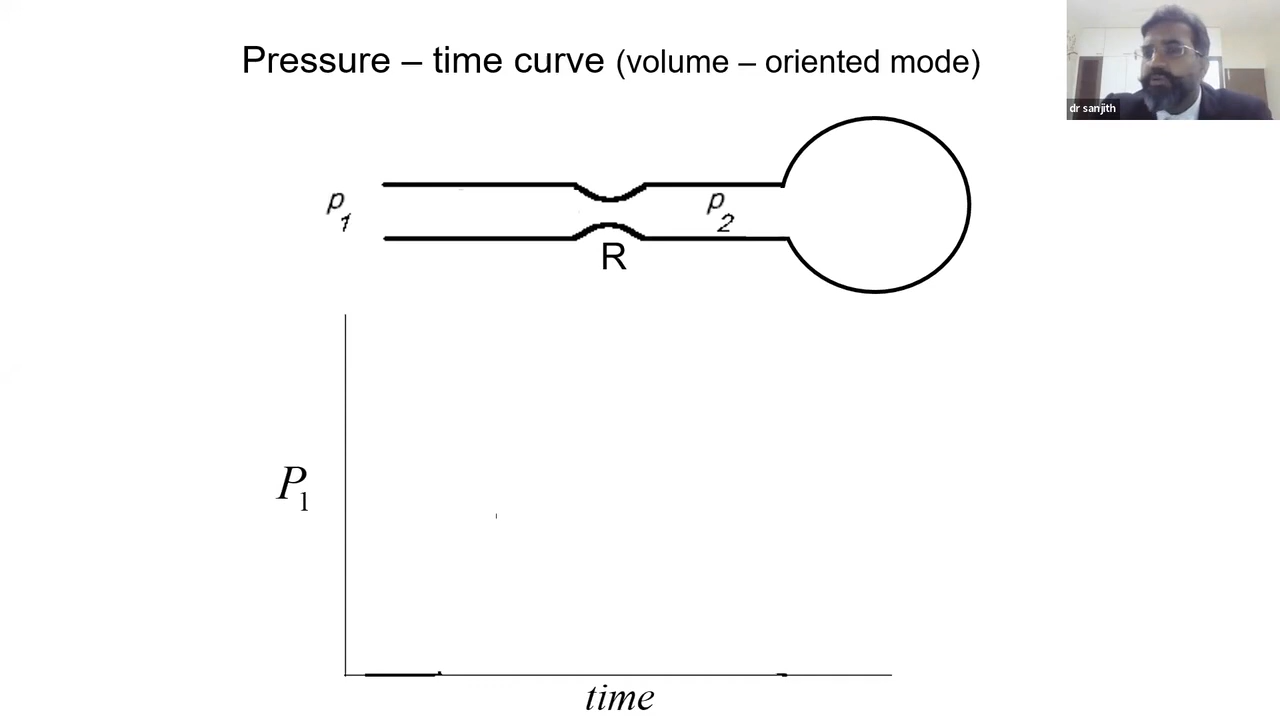 Pressure – time curve (volume – oriented mode)
dr sanjith
p1
p2
R
P1
time